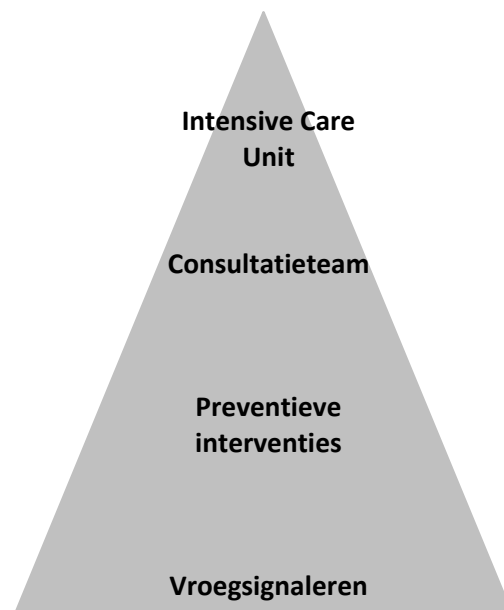 Intensive Care
Unit
Consultatieteam
Preventieve
interventies
Vroegsignaleren